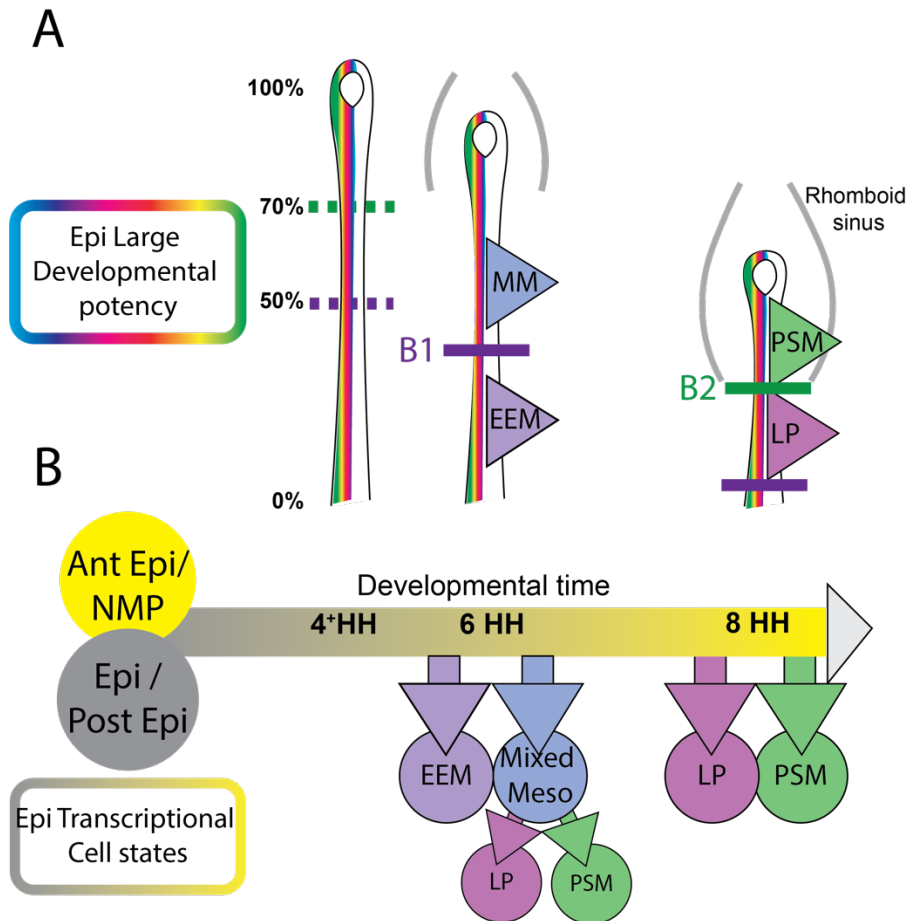 A
100%
70%
50%
0%
Epi Large
Developmental
potency
MM
B1
EEM
Rhomboid
sinus
PSM
B2
LP
B
Ant Epi/
NMP
Epi /
Post Epi
Epi Transcriptional
Cell states
Developmental time
4⁺HH
6 HH
8 HH
EEM
Mixed
Meso
LP
PSM
LP
PSM